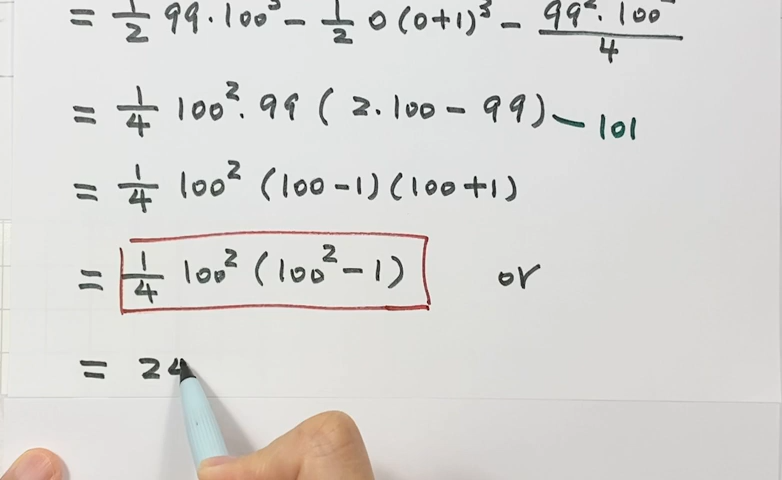 = 1/2 99·100³ - 1/2 0(0+1)³ - 99²·100²/4
= 1/4 100²·99(2·100-99) - 101
= 1/4 100²(100-1)(100+1)
= 1/4 100²(100²-1) or
= 24